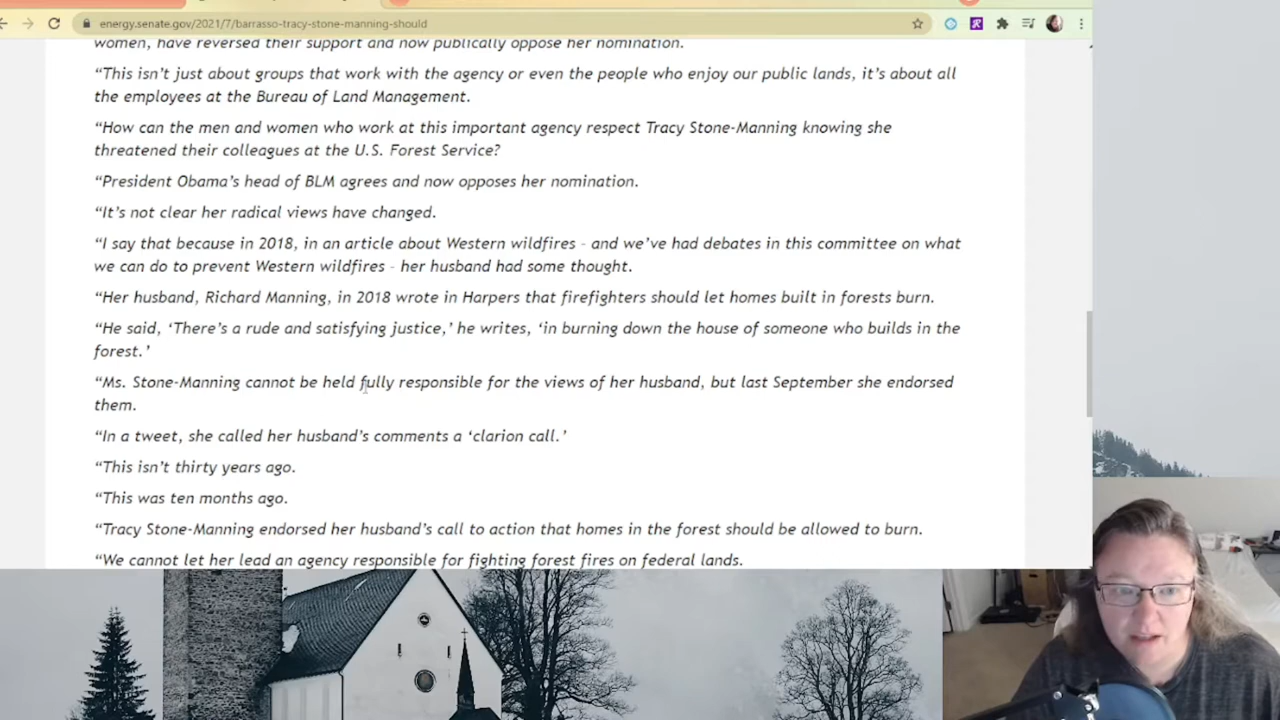 energy.senate.gov/2021/7/barrasso-tracy-stone-manning-should
women, have reversed their support and now publically oppose her nomination.
“This isn’t just about groups that work with the agency or even the people who enjoy our public lands, it’s about all
the employees at the Bureau of Land Management.
“How can the men and women who work at this important agency respect Tracy Stone-Manning knowing she
threatened their colleagues at the U.S. Forest Service?
“President Obama’s head of BLM agrees and now opposes her nomination.
“It’s not clear her radical views have changed.
“I say that because in 2018, in an article about Western wildfires – and we’ve had debates in this committee on what
we can do to prevent Western wildfires – her husband had some thought.
“Her husband, Richard Manning, in 2018 wrote in Harpers that firefighters should let homes built in forests burn.
“He said, ‘There’s a rude and satisfying justice,’ he writes, ‘in burning down the house of someone who builds in the
forest.’
“Ms. Stone-Manning cannot be held fully responsible for the views of her husband, but last September she endorsed
them.
“In a tweet, she called her husband’s comments a ‘clarion call.’
“This isn’t thirty years ago.
“This was ten months ago.
“Tracy Stone-Manning endorsed her husband’s call to action that homes in the forest should be allowed to burn.
“We cannot let her lead an agency responsible for fighting forest fires on federal lands.